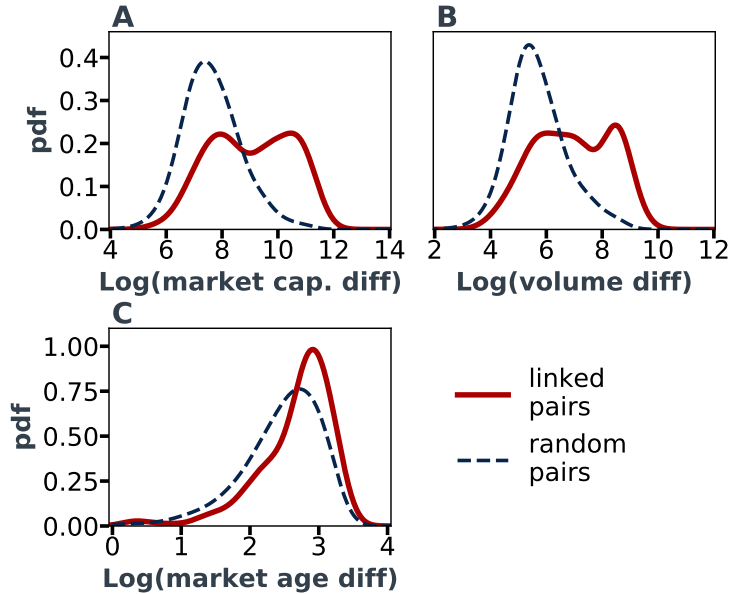 A
B
0.4
0.3
0.2
0.1
0.0
pdf
4 6 8 10 12 14
2 4 6 8 10 12
Log(market cap. diff)
Log(volume diff)
C
1.00
0.75
0.50
0.25
0.00
pdf
0 1 2 3 4
Log(market age diff)
linked
pairs
random
pairs